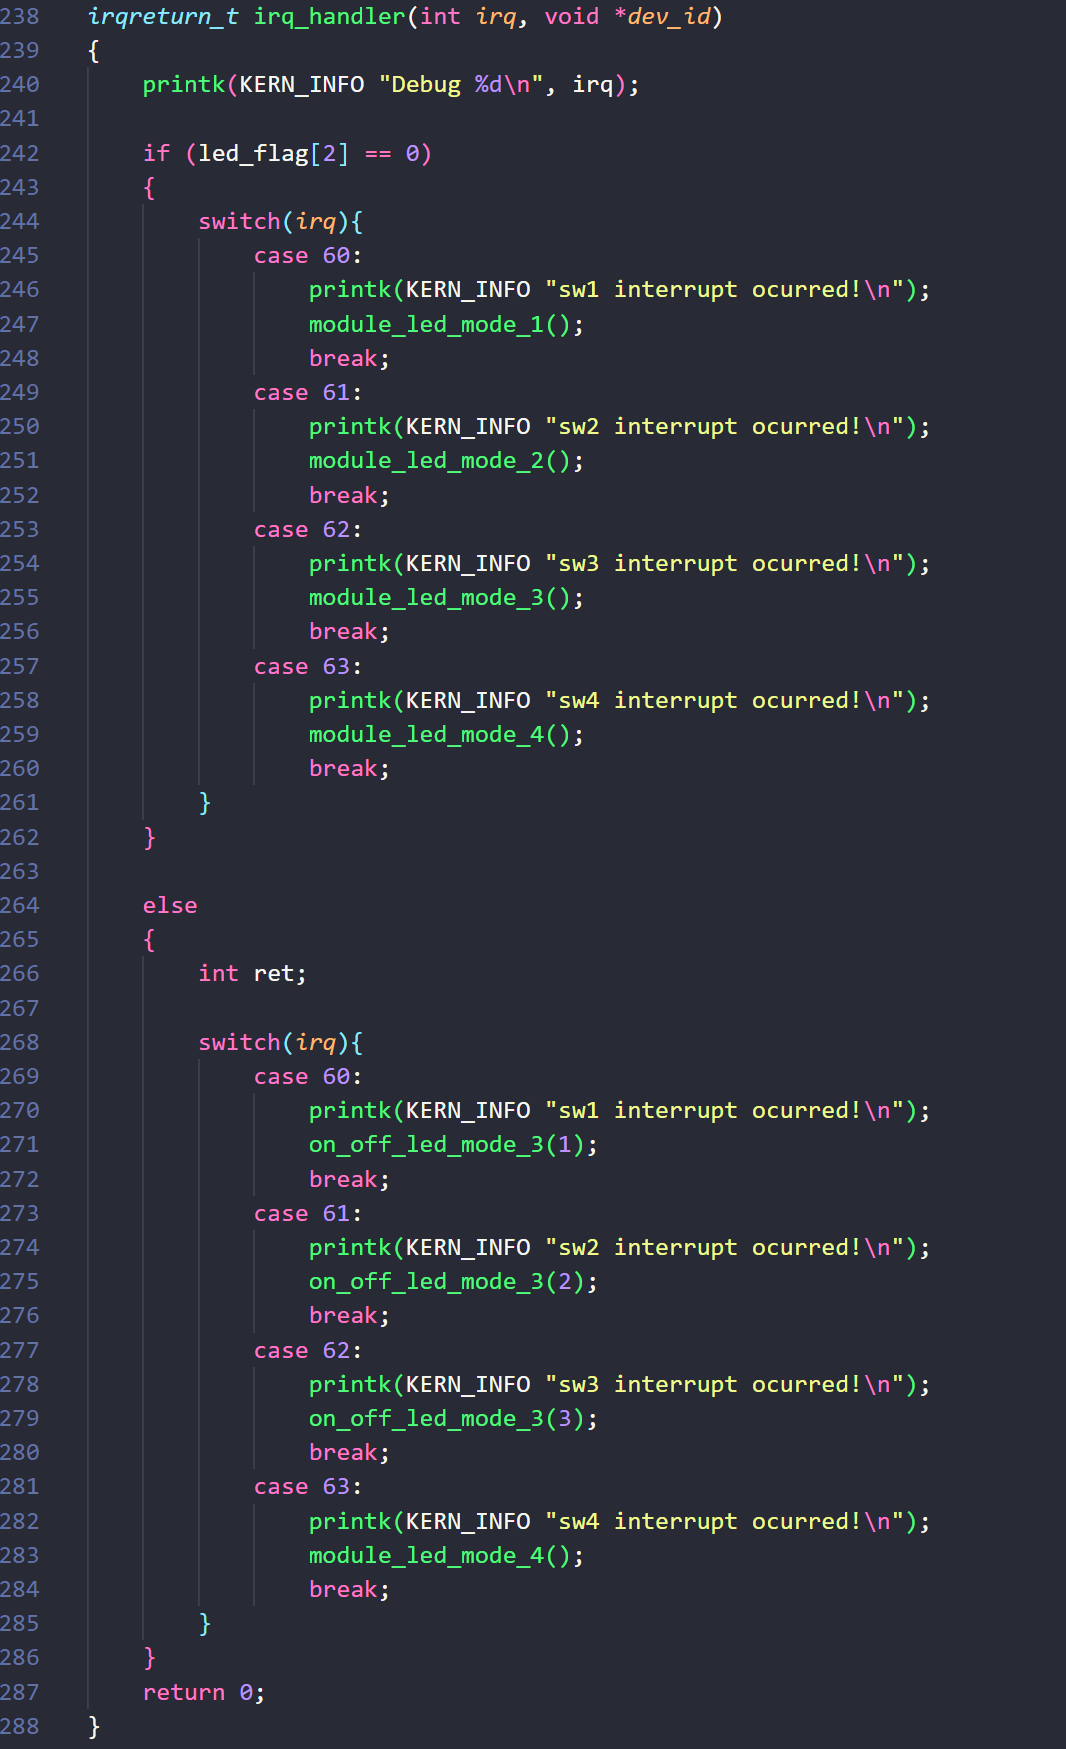 238 irqreturn_t irq_handler(int irq, void *dev_id)
239 {
240 printk(KERN_INFO "Debug %d\n", irq);
241
242 if (led_flag[2] == 0)
243 {
244 switch(irq){
245 case 60:
246 printk(KERN_INFO "sw1 interrupt ocurred!\n");
247 module_led_mode_1();
248 break;
249 case 61:
250 printk(KERN_INFO "sw2 interrupt ocurred!\n");
251 module_led_mode_2();
252 break;
253 case 62:
254 printk(KERN_INFO "sw3 interrupt ocurred!\n");
255 module_led_mode_3();
256 break;
257 case 63:
258 printk(KERN_INFO "sw4 interrupt ocurred!\n");
259 module_led_mode_4();
260 break;
261 }
262 }
263
264 else
265 {
266 int ret;
267
268 switch(irq){
269 case 60:
270 printk(KERN_INFO "sw1 interrupt ocurred!\n");
271 on_off_led_mode_3(1);
272 break;
273 case 61:
274 printk(KERN_INFO "sw2 interrupt ocurred!\n");
275 on_off_led_mode_3(2);
276 break;
277 case 62:
278 printk(KERN_INFO "sw3 interrupt ocurred!\n");
279 on_off_led_mode_3(3);
280 break;
281 case 63:
282 printk(KERN_INFO "sw4 interrupt ocurred!\n");
283 module_led_mode_4();
284 break;
285 }
286 }
287 return 0;
288 }